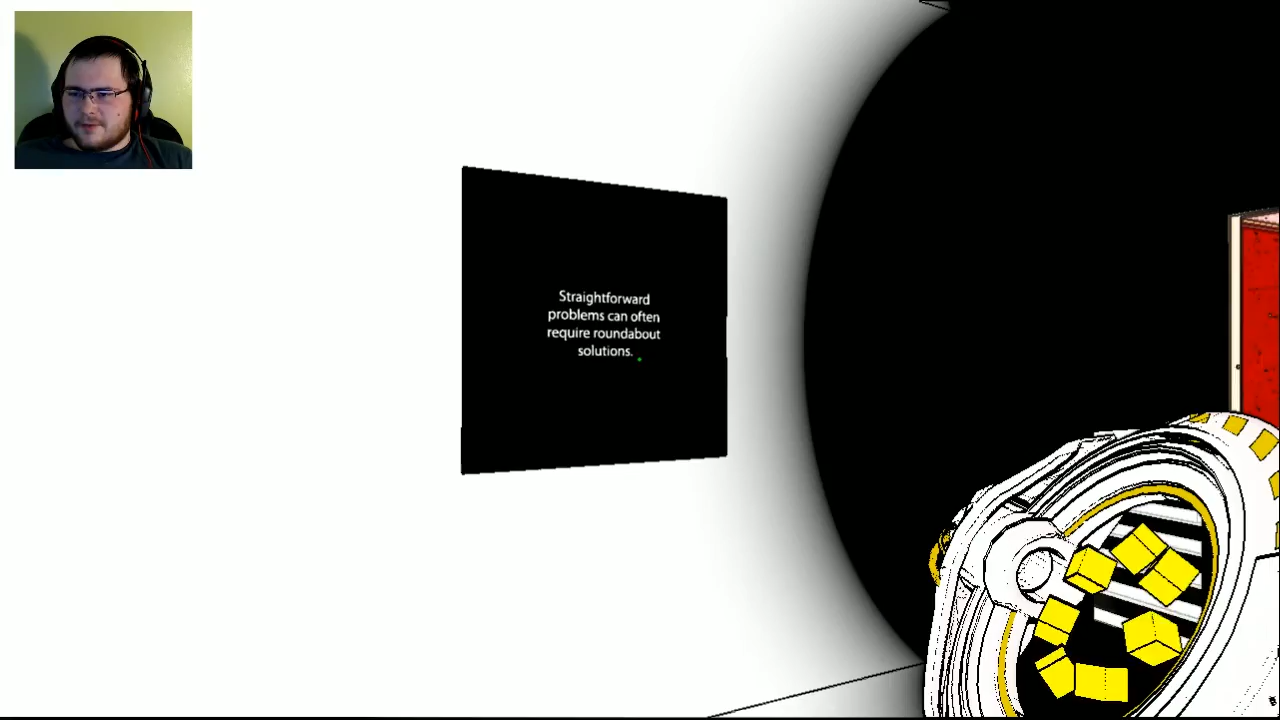 Straightforward
problems can often
require roundabout
solutions.